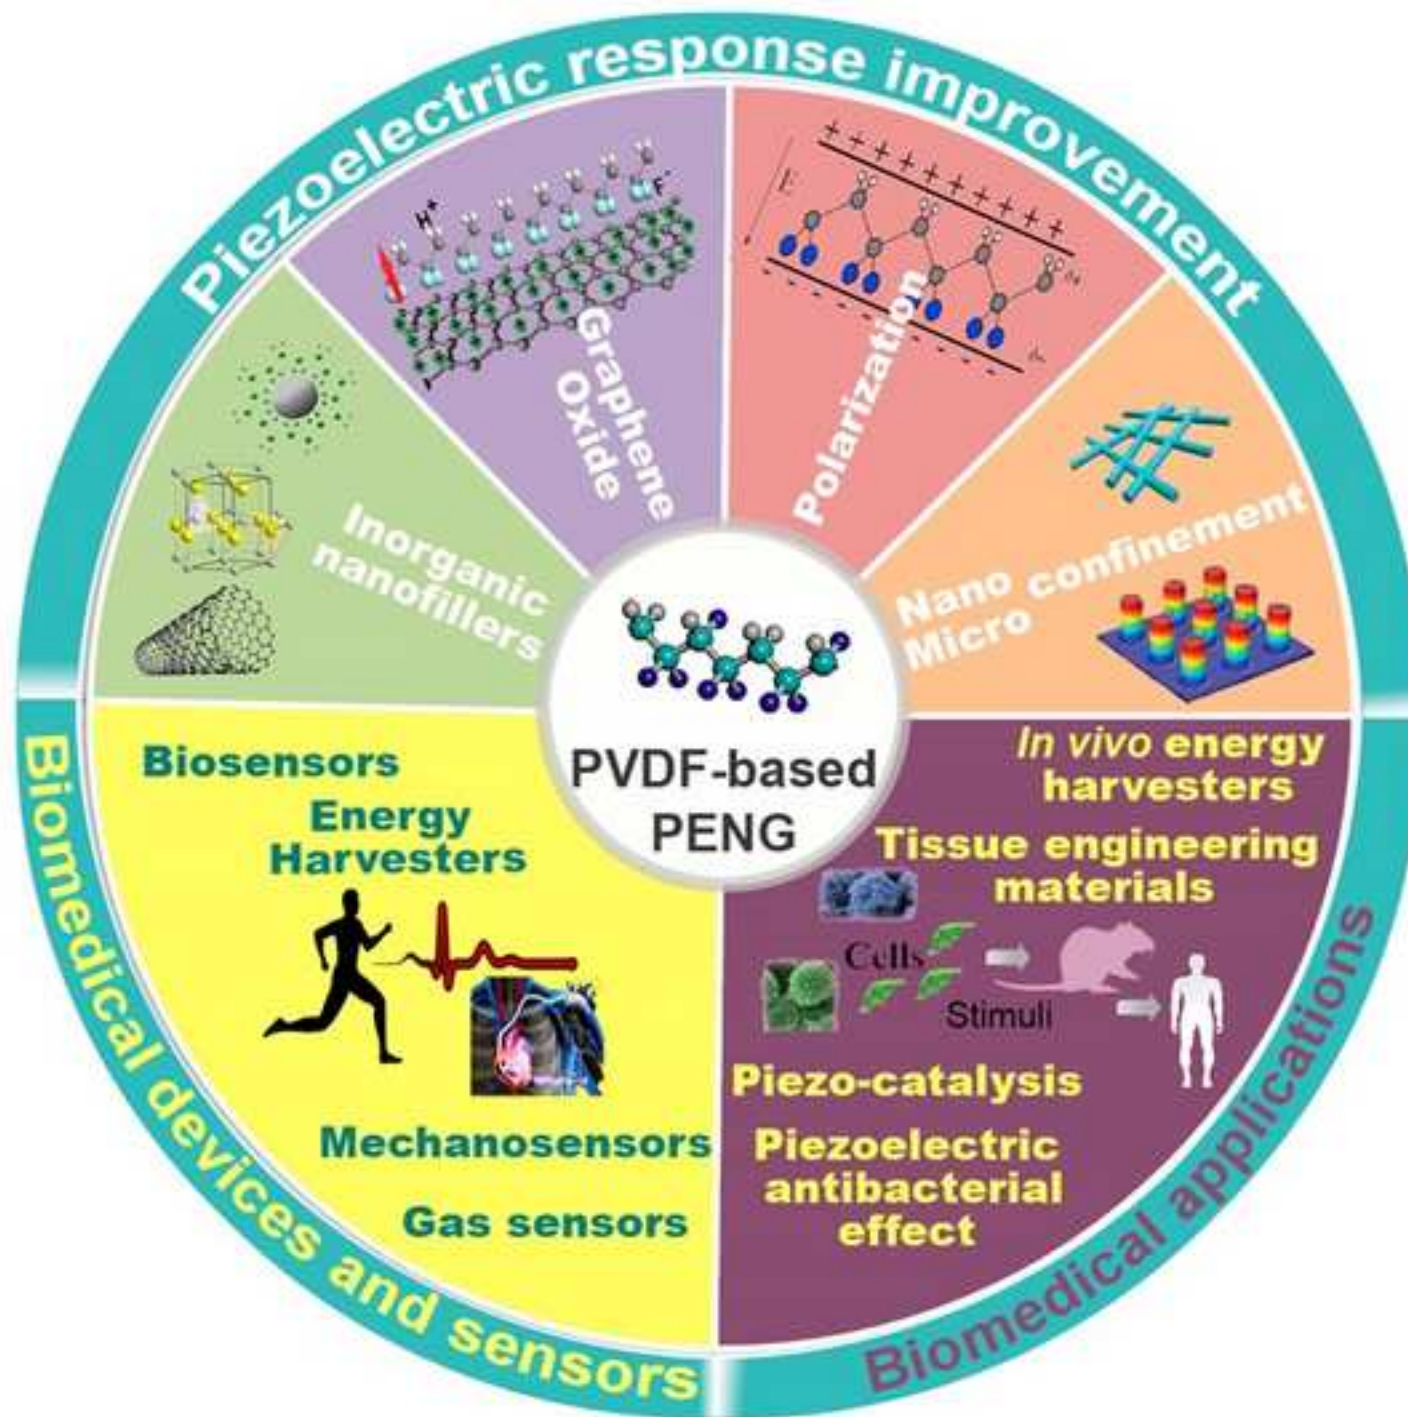 Piezoelectric response improvement
H+
F-
Graphene
Oxide
+ + + + + + + + + +
E
δ+
δ-
- - - - - - - - - -
Polarization
Inorganic
nanofillers
Nano
Micro
confinement
PVDF-based
PENG
Biosensors
Energy
Harvesters
Mechanosensors
Gas sensors
Biomedical devices and sensors
In vivo energy
harvesters
Tissue engineering
materials
Cells
Stimuli
Piezo-catalysis
Piezoelectric
antibacterial
effect
Biomedical applications